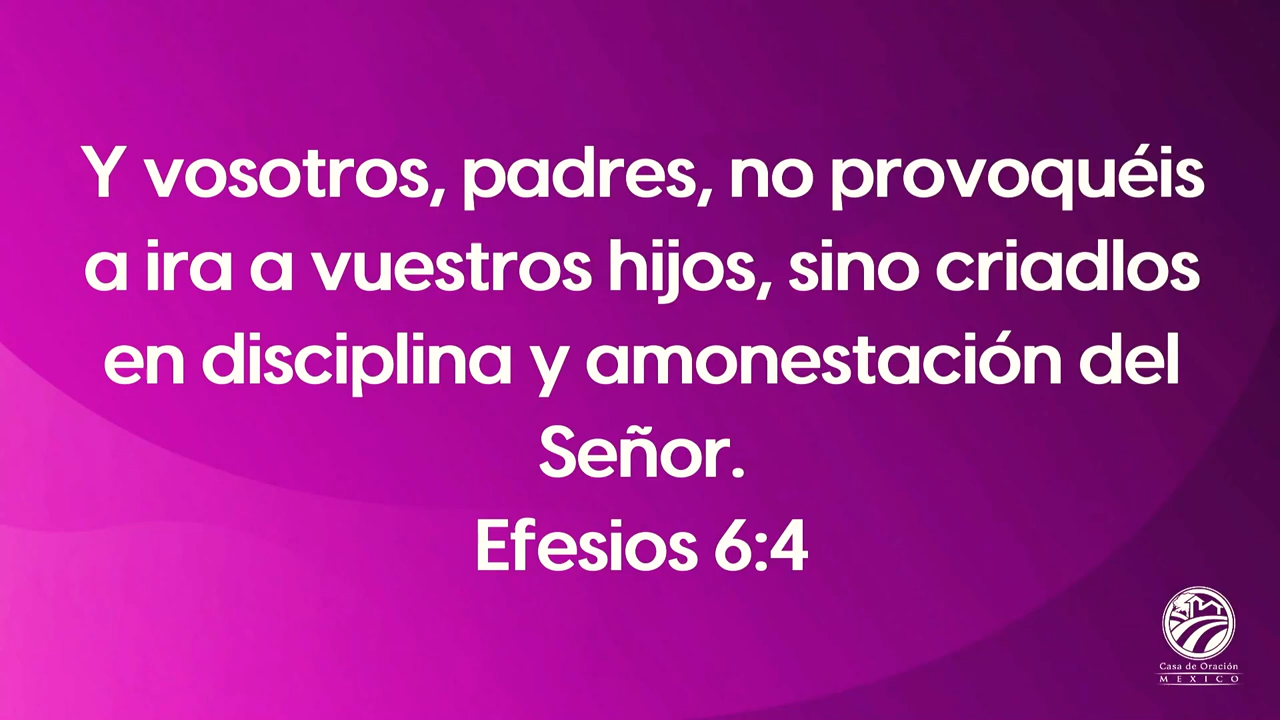 Y vosotros, padres, no provoquéis
a ira a vuestros hijos, sino criadlos
en disciplina y amonestación del
Señor.
Efesios 6:4
Casa de Oración
MEXICO